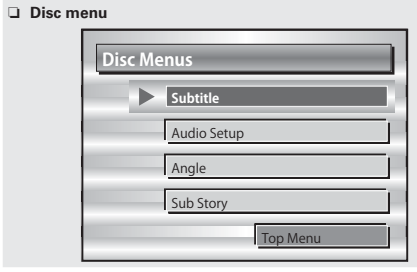 ❏ Disc menu
Disc Menus
Subtitle
Audio Setup
Angle
Sub Story
Top Menu